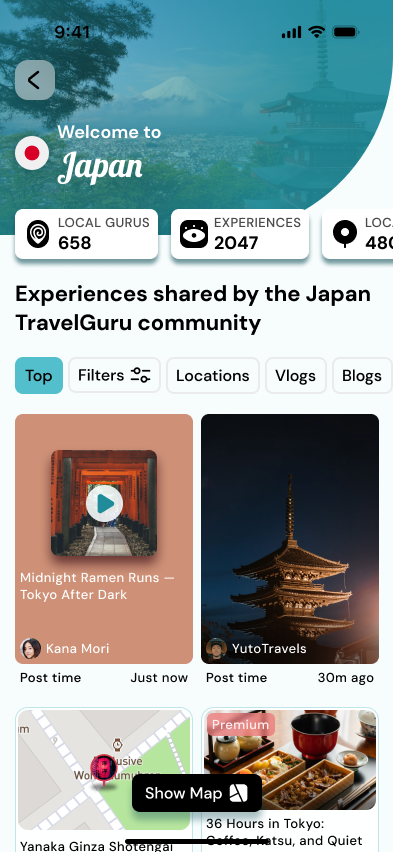 9:41
Welcome to
Japan
LOCAL GURUS
658
EXPERIENCES
2047
LOCA
480
Experiences shared by the Japan
TravelGuru community
Top
Filters
Locations
Vlogs
Blogs
Midnight Ramen Runs —
Tokyo After Dark
Kana Mori
YutoTravels
Post time
Just now
Post time
30m ago
Premium
Show Map
Yanaka Ginza Shotengai
36 Hours in Tokyo:
Coffee, Katsu, and Quiet